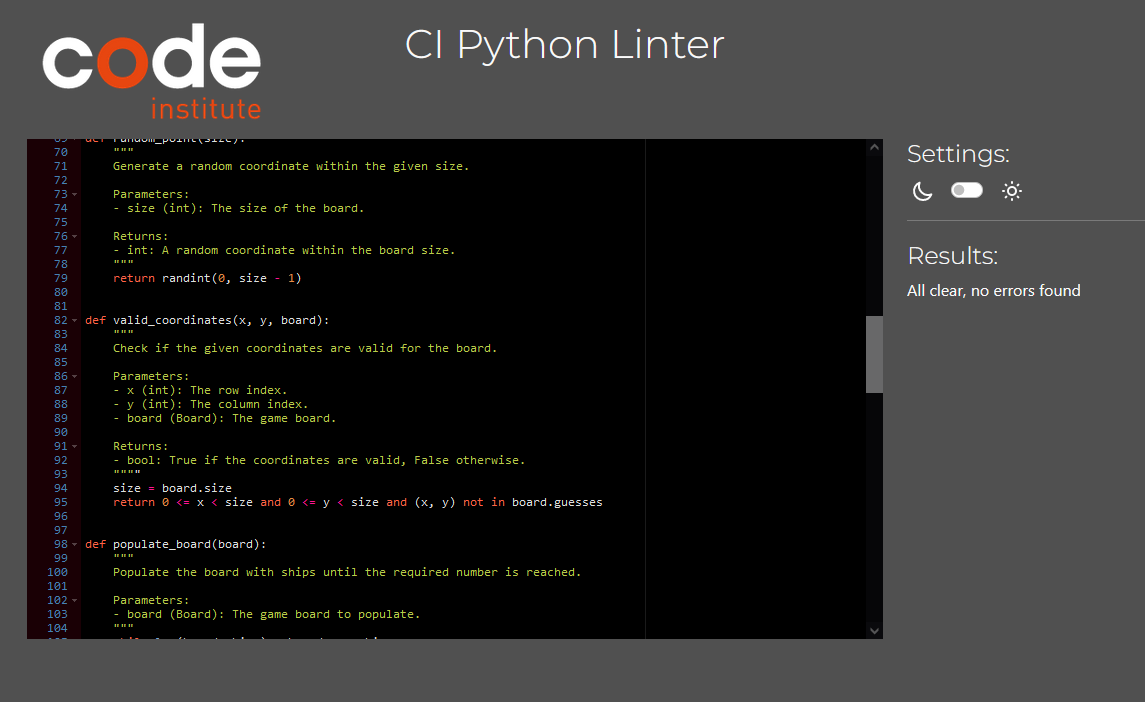 code
institute
CI Python Linter
69 def random_point(size):
70 """
71 Generate a random coordinate within the given size.
72
73 Parameters:
74 - size (int): The size of the board.
75
76 Returns:
77 - int: A random coordinate within the board size.
78 """
79 return randint(0, size - 1)
80
81
82 def valid_coordinates(x, y, board):
83 """
84 Check if the given coordinates are valid for the board.
85
86 Parameters:
87 - x (int): The row index.
88 - y (int): The column index.
89 - board (Board): The game board.
90
91 Returns:
92 - bool: True if the coordinates are valid, False otherwise.
93 """"
94 size = board.size
95 return 0 <= x < size and 0 <= y < size and (x, y) not in board.guesses
96
97
98 def populate_board(board):
99 """
100 Populate the board with ships until the required number is reached.
101
102 Parameters:
103 - board (Board): The game board to populate.
104 """
Settings:
Results:
All clear, no errors found